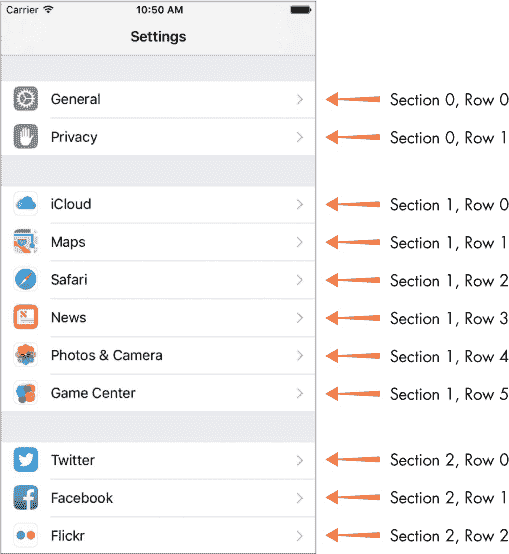 Carrier 10:50 AM
Settings
General Section 0, Row 0
Privacy Section 0, Row 1
iCloud Section 1, Row 0
Maps Section 1, Row 1
Safari Section 1, Row 2
News Section 1, Row 3
Photos & Camera Section 1, Row 4
Game Center Section 1, Row 5
Twitter Section 2, Row 0
Facebook Section 2, Row 1
Flickr Section 2, Row 2